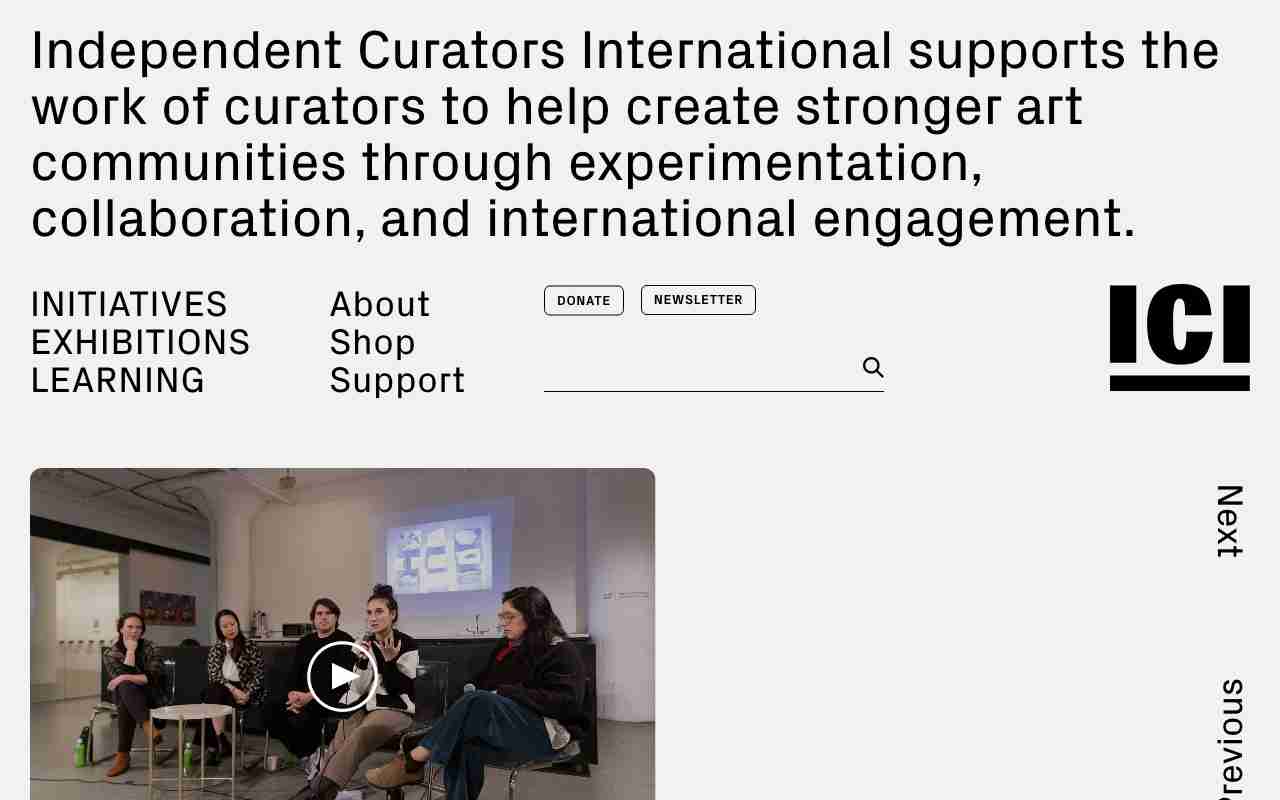 Independent Curators International supports the
work of curators to help create stronger art
communities through experimentation,
collaboration, and international engagement.
INITIATIVES
EXHIBITIONS
LEARNING
About
Shop
Support
DONATE
NEWSLETTER
ICI
Next
Previous